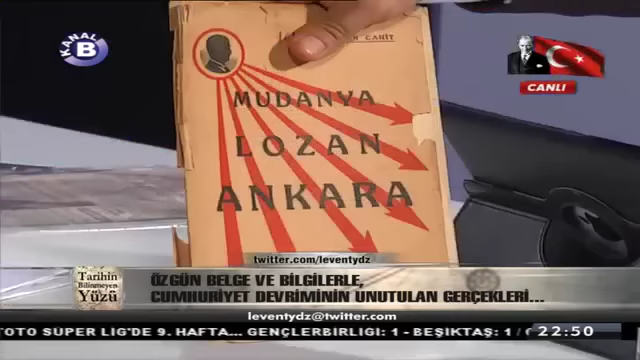 KANAL B
CAHİT
MUDANYA
LOZAN
ANKARA
CANLI
twitter.com/leventydz
Tarihin
Bilinmeyen
Yüzü
ÖZGÜN BELGE VE BİLGİLERLE,
CUMHURİYET DEVRİMİNİN UNUTULAN GERÇEKLERİ...
leventydz@twitter.com
OTO SÜPER LİG'DE 9. HAFTA... GENÇLERBİRLİĞİ: 1 - BEŞİKTAŞ: 1
22:50